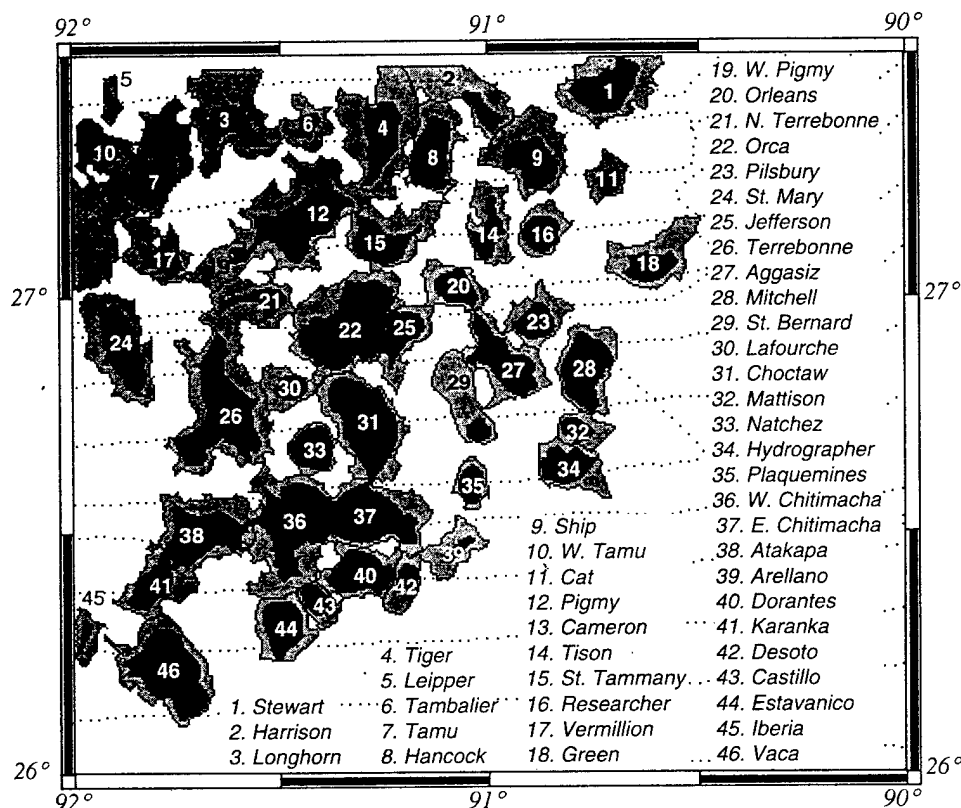 92°
91°
90°
5
2
1
3
6
4
10
8
9
7
11
12
14
16
15
17
18
20
27°
27°
21
22
25
23
24
29
27
28
30
26
31
32
33
34
35
36
37
38
39
40
41
42
43
45
44
46
19. W. Pigmy
20. Orleans
21. N. Terrebonne
22. Orca
23. Pilsbury
24. St. Mary
25. Jefferson
26. Terrebonne
27. Aggasiz
28. Mitchell
29. St. Bernard
30. Lafourche
31. Choctaw
32. Mattison
33. Natchez
34. Hydrographer
35. Plaquemines
36. W. Chitimacha
37. E. Chitimacha
38. Atakapa
39. Arellano
40. Dorantes
41. Karanka
42. Desoto
43. Castillo
44. Estavanico
45. Iberia
46. Vaca
9. Ship
10. W. Tamu
11. Cat
12. Pigmy
13. Cameron
14. Tison
15. St. Tammany
16. Researcher
17. Vermillion
18. Green
4. Tiger
5. Leipper
6. Tambalier
7. Tamu
8. Hancock
1. Stewart
2. Harrison
3. Longhorn
26°
26°
92°
91°
90°